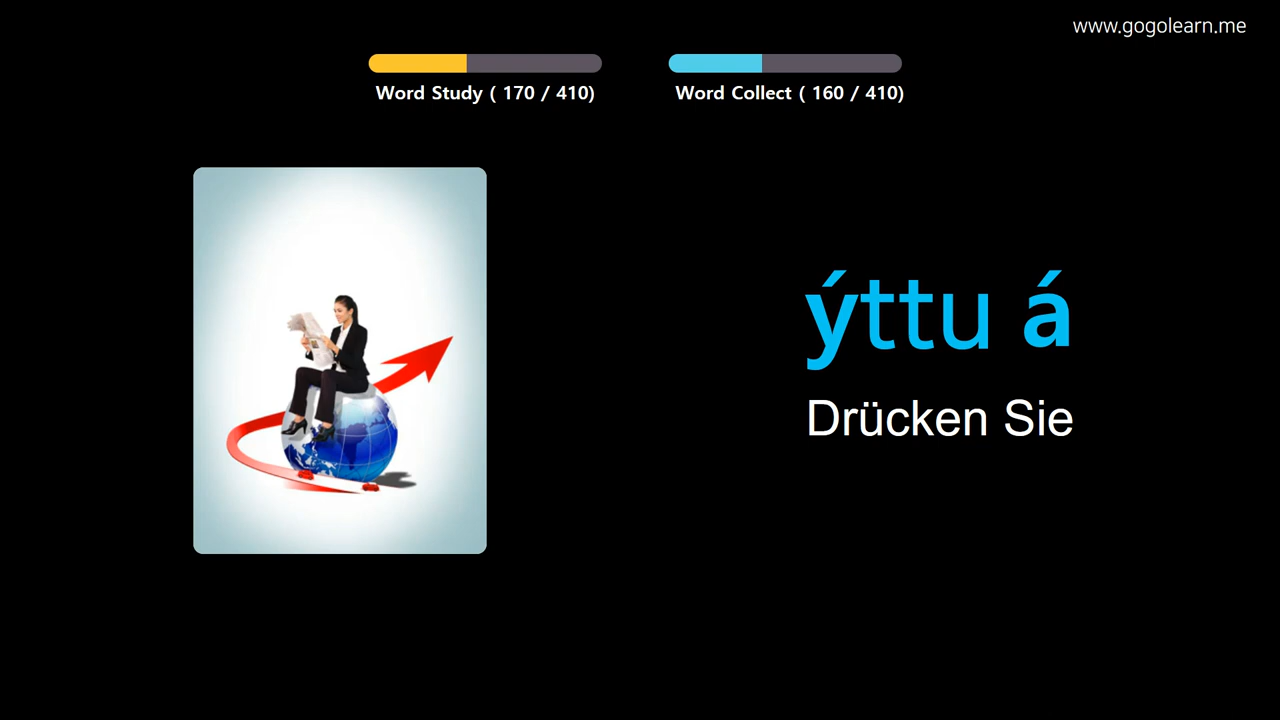 www.gogolearn.me
Word Study ( 170 / 410)
Word Collect ( 160 / 410)
ýttu á
Drücken Sie